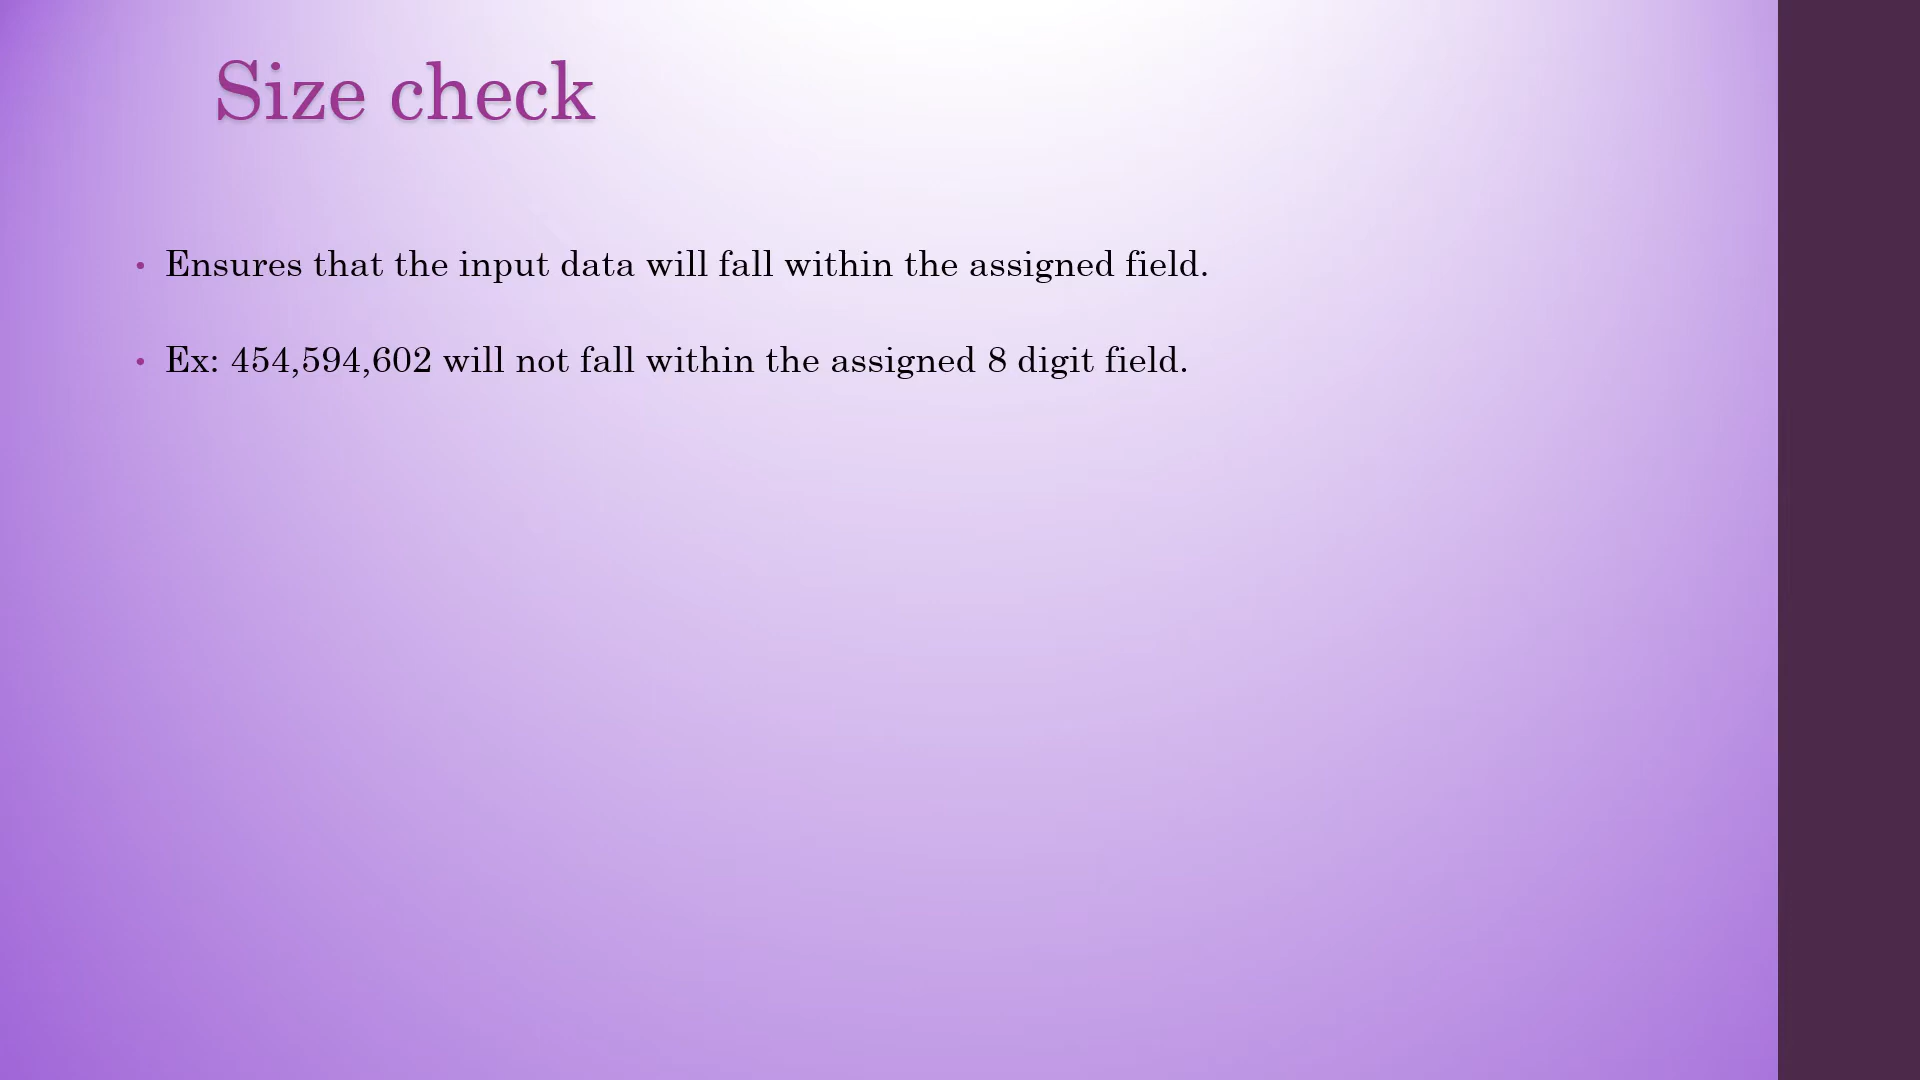 Size check
• Ensures that the input data will fall within the assigned field.
• Ex: 454,594,602 will not fall within the assigned 8 digit field.